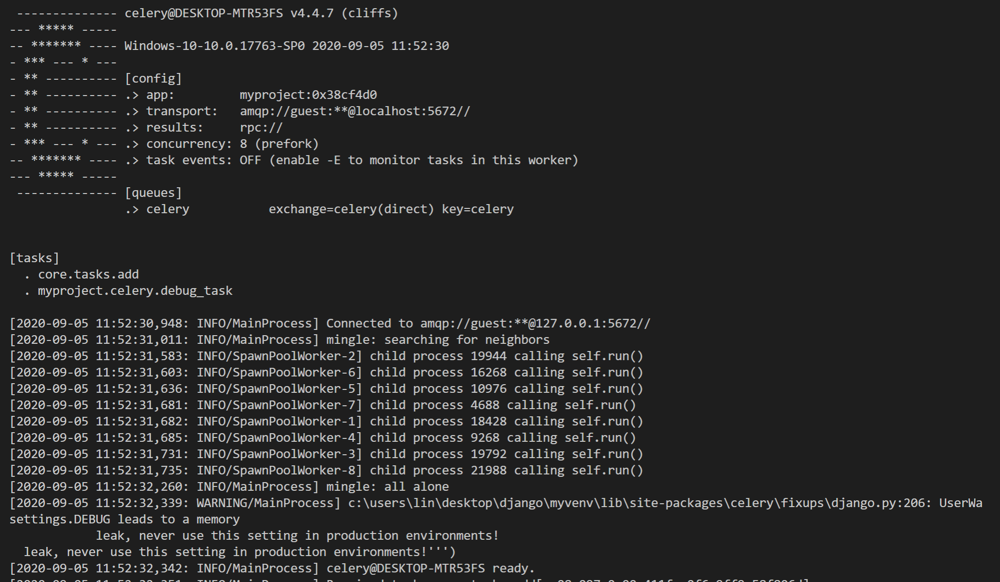 -------------- celery@DESKTOP-MTR53FS v4.4.7 (cliffs)
--- ***** -----
-- ******* ---- Windows-10-10.0.17763-SP0 2020-09-05 11:52:30
- *** --- * ---
- ** ---------- [config]
- ** ---------- .> app:         myproject:0x38cf4d0
- ** ---------- .> transport:   amqp://guest:**@localhost:5672//
- ** ---------- .> results:     rpc://
- *** --- * --- .> concurrency: 8 (prefork)
-- ******* ---- .> task events: OFF (enable -E to monitor tasks in this worker)
--- ***** -----
 -------------- [queues]
                .> celery           exchange=celery(direct) key=celery
[tasks]
  . core.tasks.add
  . myproject.celery.debug_task
[2020-09-05 11:52:30,948: INFO/MainProcess] Connected to amqp://guest:**@127.0.0.1:5672//
[2020-09-05 11:52:31,011: INFO/MainProcess] mingle: searching for neighbors
[2020-09-05 11:52:31,583: INFO/SpawnPoolWorker-2] child process 19944 calling self.run()
[2020-09-05 11:52:31,603: INFO/SpawnPoolWorker-6] child process 16268 calling self.run()
[2020-09-05 11:52:31,636: INFO/SpawnPoolWorker-5] child process 10976 calling self.run()
[2020-09-05 11:52:31,681: INFO/SpawnPoolWorker-7] child process 4688 calling self.run()
[2020-09-05 11:52:31,682: INFO/SpawnPoolWorker-1] child process 18428 calling self.run()
[2020-09-05 11:52:31,685: INFO/SpawnPoolWorker-4] child process 9268 calling self.run()
[2020-09-05 11:52:31,731: INFO/SpawnPoolWorker-3] child process 19792 calling self.run()
[2020-09-05 11:52:31,735: INFO/SpawnPoolWorker-8] child process 21988 calling self.run()
[2020-09-05 11:52:32,260: INFO/MainProcess] mingle: all alone
[2020-09-05 11:52:32,339: WARNING/MainProcess] c:\users\lin\desktop\django\myvenv\lib\site-packages\celery\fixups\django.py:206: UserWa
settings.DEBUG leads to a memory
            leak, never use this setting in production environments!
  leak, never use this setting in production environments!''')
[2020-09-05 11:52:32,342: INFO/MainProcess] celery@DESKTOP-MTR53FS ready.